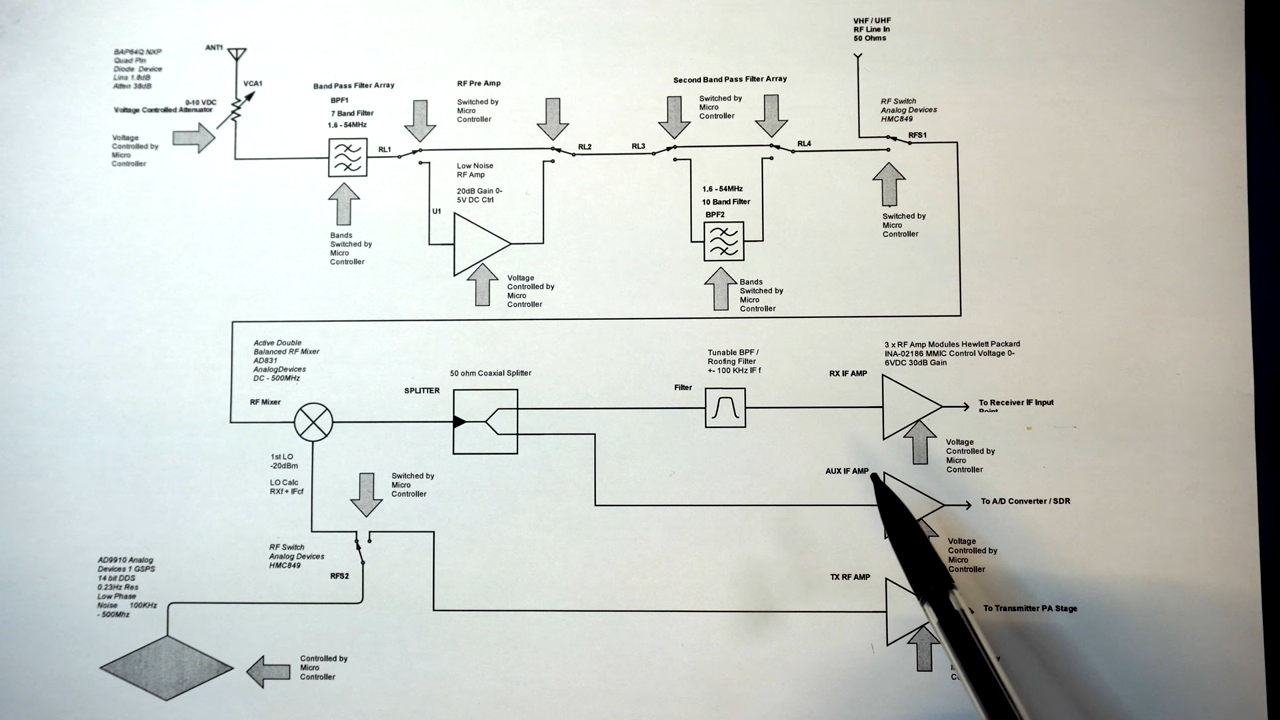 VHF / UHF
RF Line In
50 Ohms
BAP64Q NXP
Quad Pin
Diode Device
Line 1.8dB
Atten 38dB
ANT1
VCA1
0-10 VDC
Voltage Controlled Attenuator
Voltage
Controlled by
Micro
Controller
Band Pass Filter Array
BPF1
7 Band Filter
1.6 - 54MHz
RL1
Bands
Switched by
Micro
Controller
RF Pre Amp
Switched by
Micro
Controller
Low Noise
RF Amp
20dB Gain 0-
5V DC Ctrl
U1
Voltage
Controlled by
Micro
Controller
RL2
RL3
Second Band Pass Filter Array
Switched by
Micro
Controller
RL4
1.6 - 54MHz
10 Band Filter
BPF2
Bands
Switched by
Micro
Controller
RF Switch
Analog Devices
HMC849
RFS1
Switched by
Micro
Controller
Active Double
Balanced RF Mixer
AD831
AnalogDevices
DC - 500MHz
RF Mixer
SPLITTER
50 ohm Coaxial Splitter
Filter
Tunable BPF /
Roofing Filter
+- 100 KHz IF f
3 x RF Amp Modules Hewlett Packard
INA-02186 MMIC Control Voltage 0-
6VDC 30dB Gain
RX IF AMP
To Receiver IF Input
Point
Voltage
Controlled by
Micro
Controller
1st LO
-20dBm
LO Calc
RXf + IFcf
Switched by
Micro
Controller
AUX IF AMP
To A/D Converter / SDR
Voltage
Controlled by
Micro
Controller
RF Switch
Analog Devices
HMC849
RFS2
AD9910 Analog
Devices 1 GSPS
14 bit DDS
0.23Hz Res
Low Phase
Noise 100KHz
- 500Mhz
TX RF AMP
To Transmitter PA Stage
Controlled by
Micro
Controller